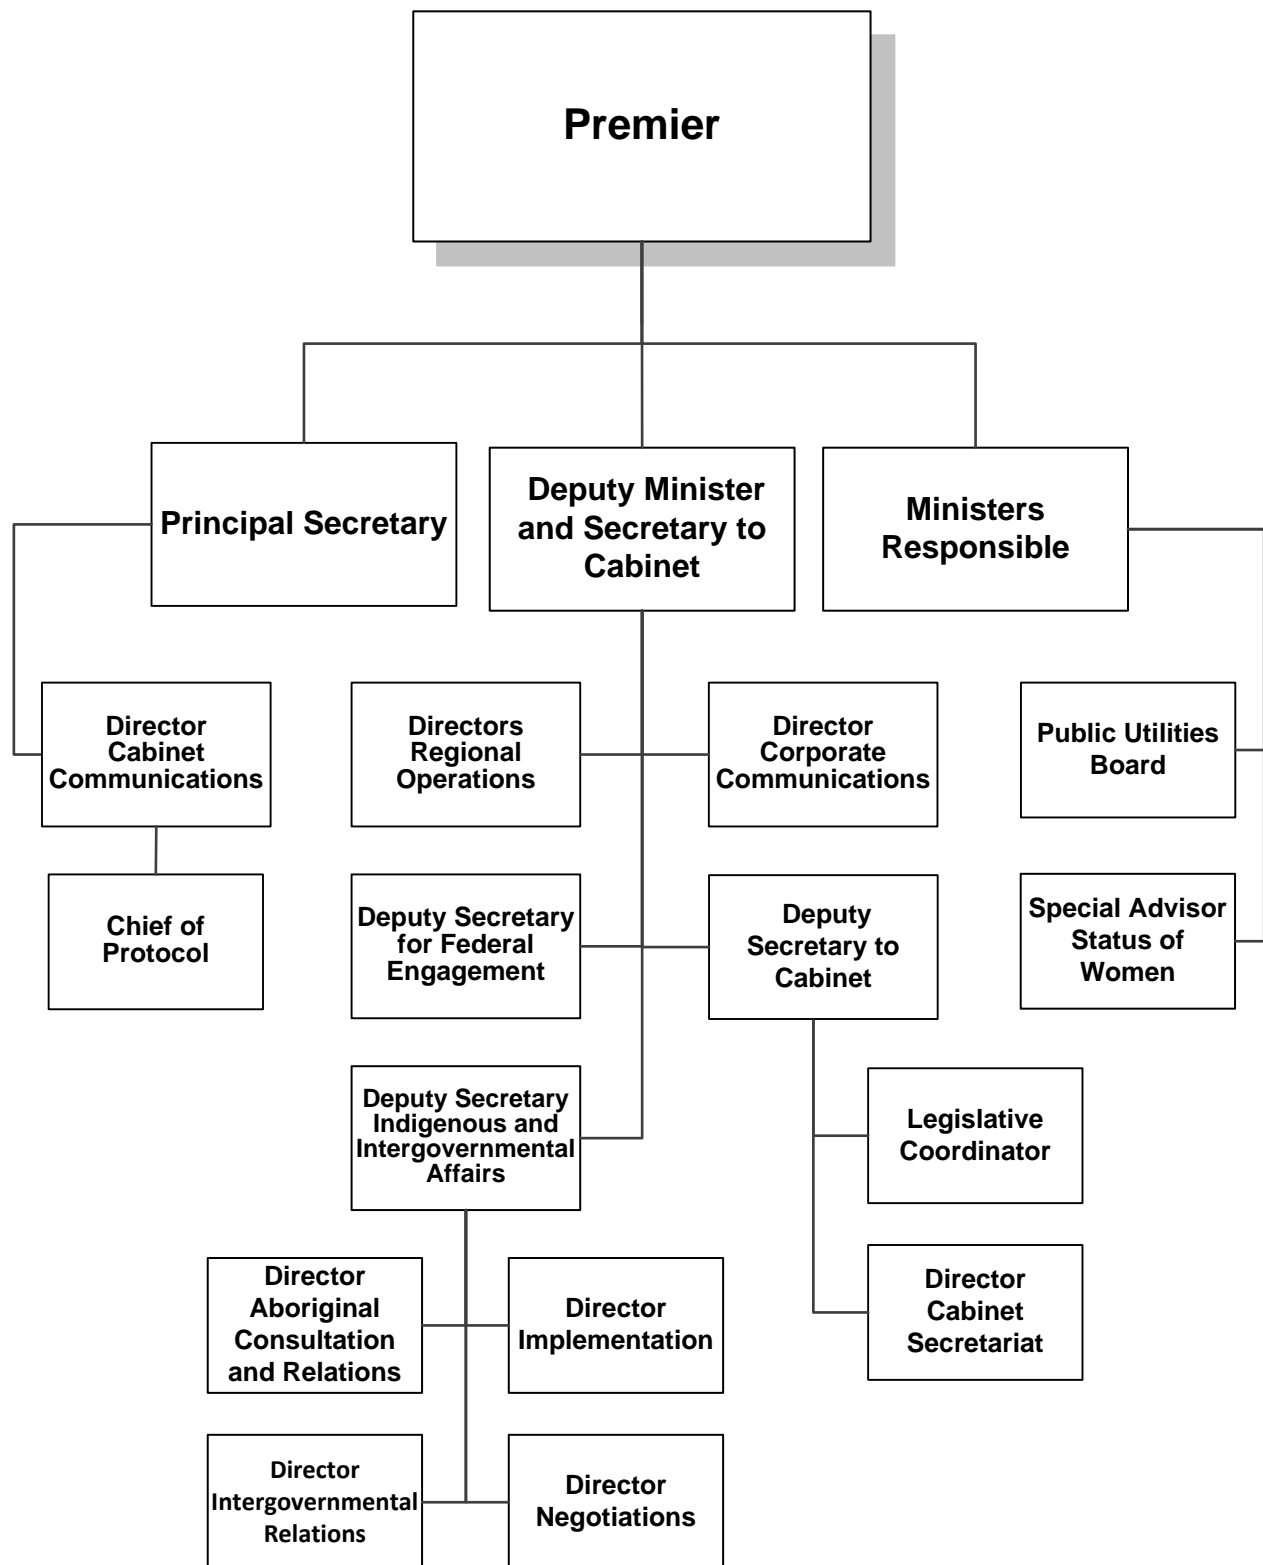 Premier
Principal Secretary
Deputy Minister
and Secretary to
Cabinet
Ministers
Responsible
Director
Cabinet
Communications
Directors
Regional
Operations
Director
Corporate
Communications
Public Utilities
Board
Chief of
Protocol
Deputy Secretary
for Federal
Engagement
Deputy
Secretary to
Cabinet
Special Advisor
Status of
Women
Deputy Secretary
Indigenous and
Intergovernmental
Affairs
Legislative
Coordinator
Director
Aboriginal
Consultation
and Relations
Director
Implementation
Director
Cabinet
Secretariat
Director
Intergovernmental
Relations
Director
Negotiations